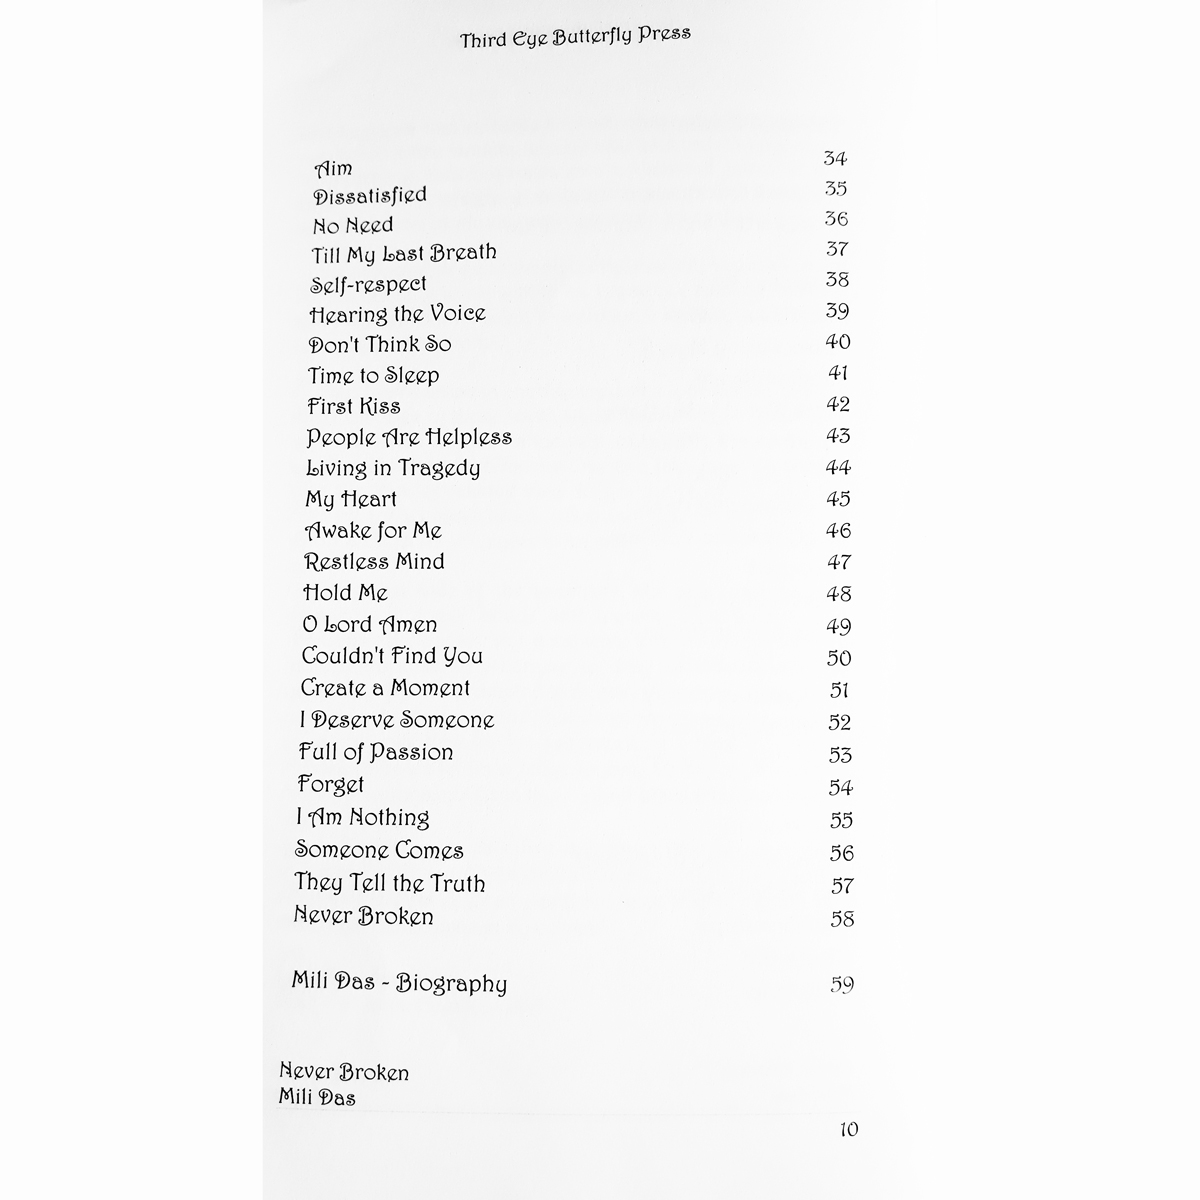 Third Eye Butterfly Press
Aim 34
Dissatisfied 35
No Need 36
Till My Last Breath 37
Self-respect 38
Hearing the Voice 39
Don't Think So 40
Time to Sleep 41
First Kiss 42
People Are Helpless 43
Living in Tragedy 44
My Heart 45
Awake for Me 46
Restless Mind 47
Hold Me 48
O Lord Amen 49
Couldn't Find You 50
Create a Moment 51
I Deserve Someone 52
Full of Passion 53
Forget 54
I Am Nothing 55
Someone Comes 56
They Tell the Truth 57
Never Broken 58
Mili Das - Biography 59
Never Broken
Mili Das
10